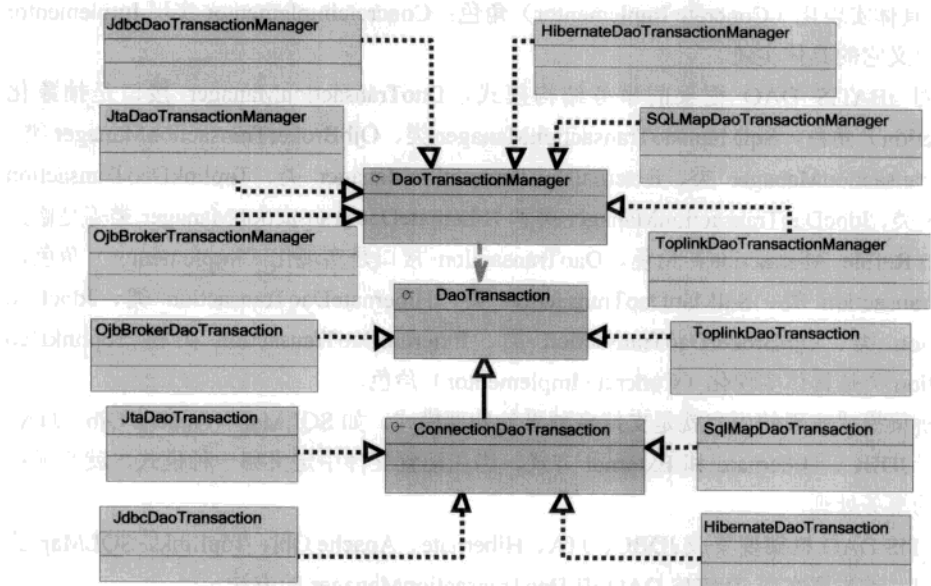 JdbcDaoTransactionManager
HibernateDaoTransactionManager
JtaDaoTransactionManager
SQLMapDaoTransactionManager
DaoTransactionManager
OjbBrokerTransactionManager
ToplinkDaoTransactionManager
DaoTransaction
OjbBrokerDaoTransaction
ToplinkDaoTransaction
JtaDaoTransaction
ConnectionDaoTransaction
SqlMapDaoTransaction
JdbcDaoTransaction
HibernateDaoTransaction